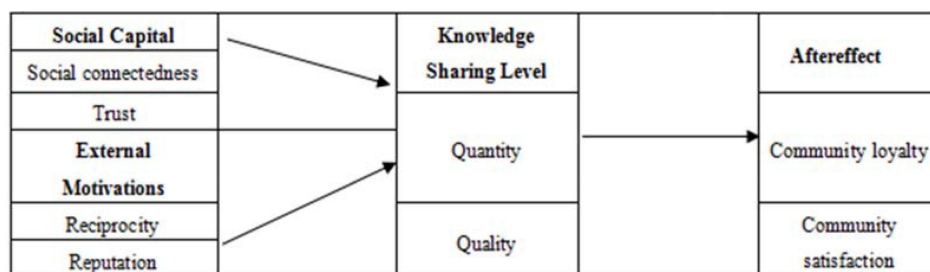 Social Capital
Social connectedness
Trust
External
Motivations
Reciprocity
Reputation
Knowledge
Sharing Level
Quantity
Quality
Aftereffect
Community loyalty
Community
satisfaction